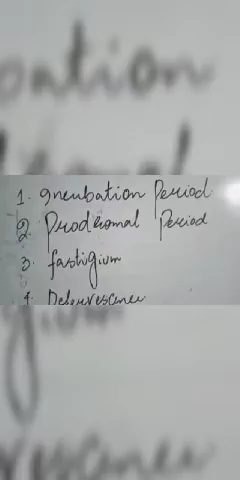 1. Incubation Period
2. Prodromal Period
3. fastigium
4. Defervescence